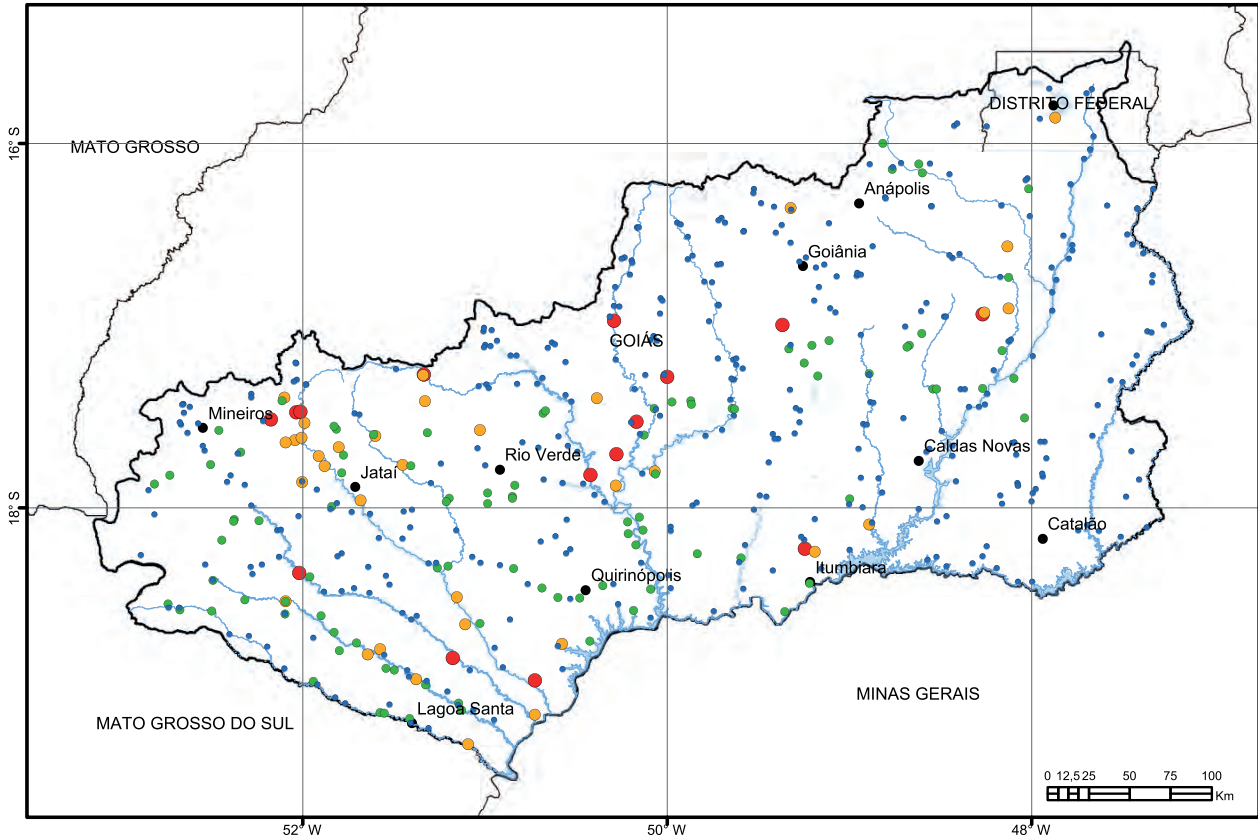 DISTRITO FEDERAL
16°S
MATO GROSSO
Anápolis
Goiânia
GOIÁS
Mineiros
Caldas Novas
Rio Verde
Jataí
18°S
Catalão
Itumbiara
Quirinópolis
MINAS GERAIS
Lagoa Santa
MATO GROSSO DO SUL
0 12,5 25 50 75 100
Km
52° W 50° W 48° W